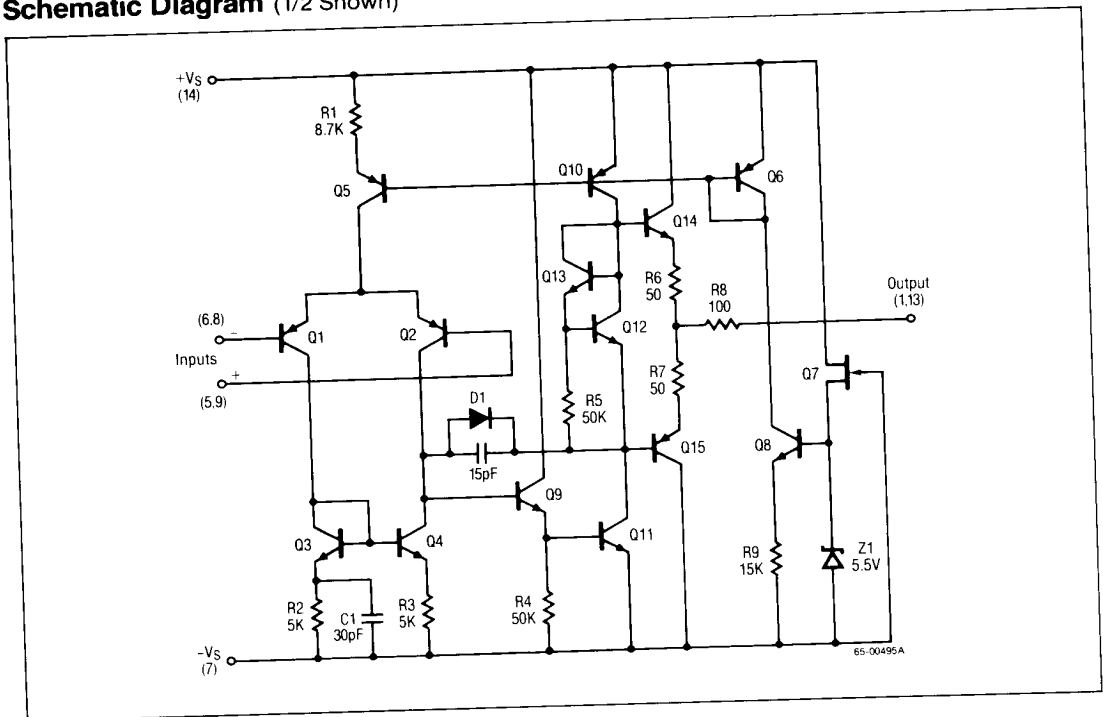 Schematic Diagram (1/2 Shown)
+VS
(14)
R1
8.7K
Q5
Q10
Q6
Q14
Q13
R6
50
R8
100
Output
(1,13)
(6,8)
−
Q1
Q2
Q12
Inputs
+
(5,9)
R7
50
Q7
D1
R5
50K
15pF
Q15
Q8
Q9
Q3
Q4
Q11
R9
15K
Z1
5.5V
R2
5K
C1
30pF
R3
5K
R4
50K
−VS
(7)
65-00495A